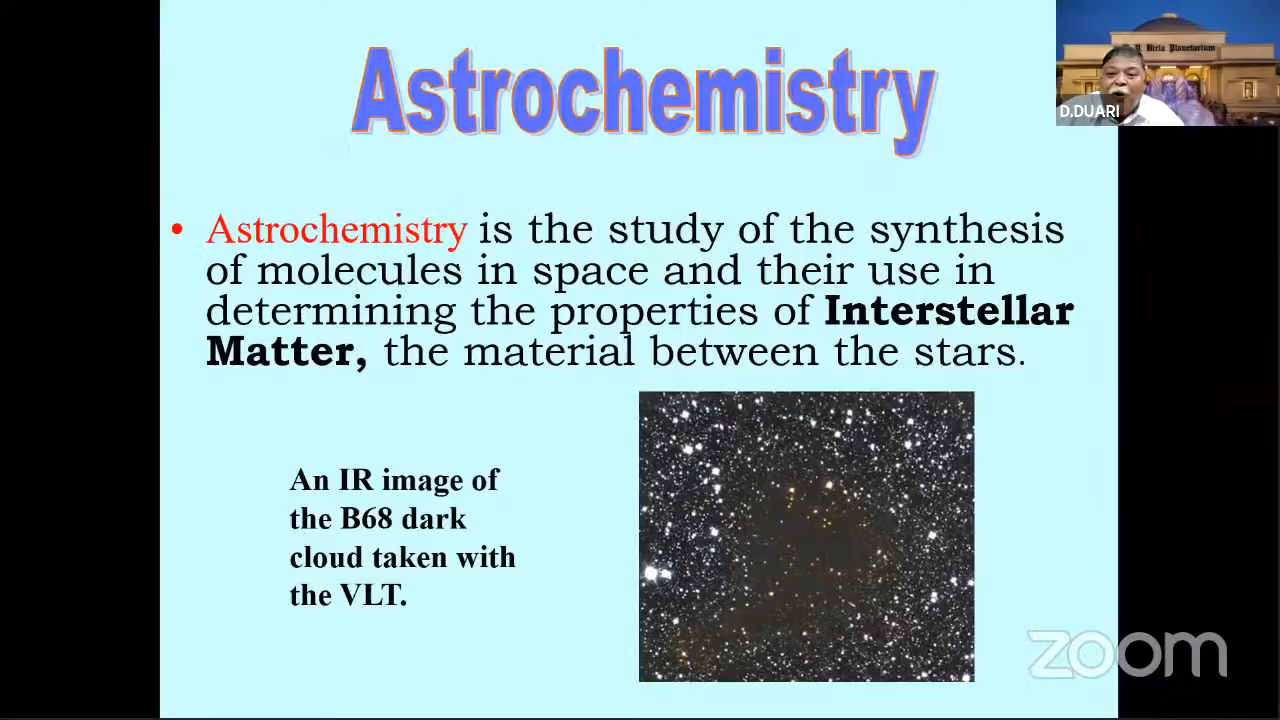 Astrochemistry
• Astrochemistry is the study of the synthesis
of molecules in space and their use in
determining the properties of Interstellar
Matter, the material between the stars.
An IR image of
the B68 dark
cloud taken with
the VLT.
Birla Planetarium
D.DUARI
zoom